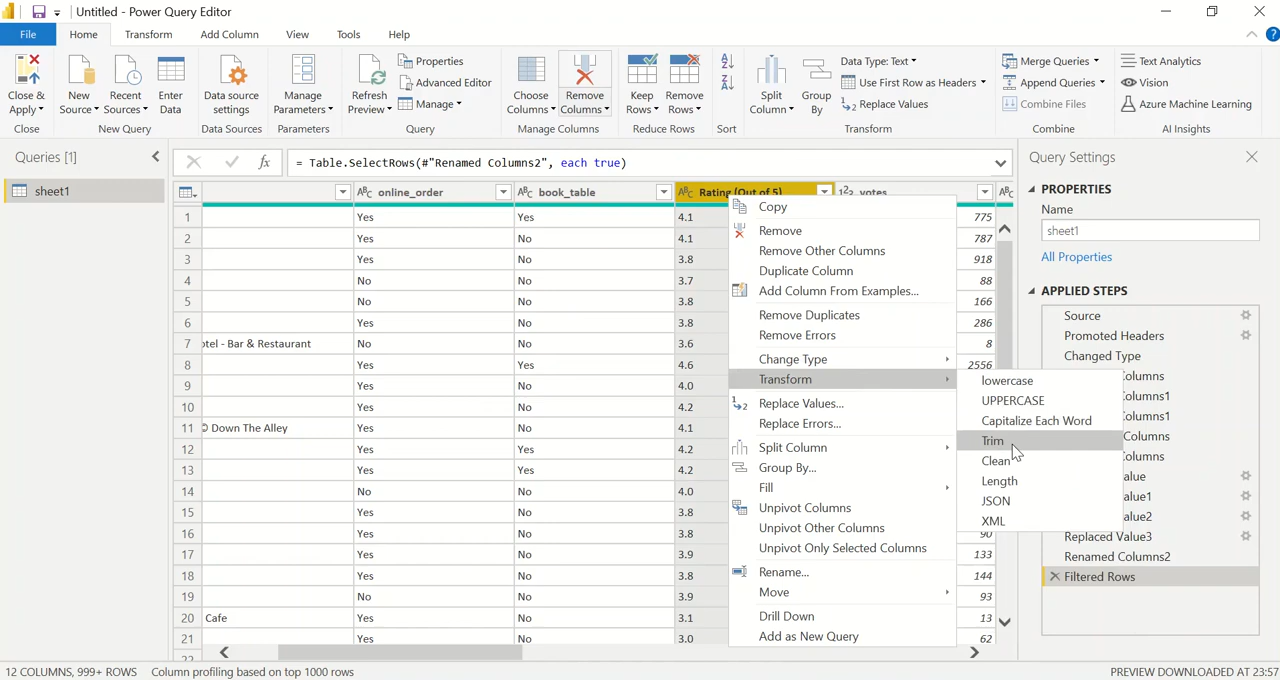 Untitled - Power Query Editor
File Home Transform Add Column View Tools Help
Close & Apply
New Source
Recent Sources
Enter Data
Data source settings
Manage Parameters
Refresh Preview
Properties
Advanced Editor
Manage
Choose Columns
Remove Columns
Keep Rows
Remove Rows
Split Column
Group By
Data Type: Text
Use First Row as Headers
Replace Values
Merge Queries
Append Queries
Combine Files
Text Analytics
Vision
Azure Machine Learning
Close New Query Data Sources Parameters Query Manage Columns Reduce Rows Sort Transform Combine AI Insights
Queries [1]
sheet1
fx = Table.SelectRows(#"Renamed Columns2", each true)
online_order book_table Rating (Out of 5) votes
1 Yes Yes 4.1 775
2 Yes No 4.1 787
3 Yes No 3.8 918
4 No No 3.7 88
5 No No 3.8 166
6 Yes No 3.8 286
7 otel - Bar & Restaurant No No 3.6 8
8 Yes Yes 4.6 2556
9 Yes No 4.0
10 Yes No 4.2
11 Down The Alley Yes No 4.1
12 Yes Yes 4.2
13 Yes Yes 4.2
14 No No 4.0
15 Yes No 3.8
16 Yes No 3.8 90
17 Yes No 3.9 133
18 Yes No 3.8 144
19 No No 3.9 93
20 Cafe Yes No 3.1 13
21 Yes No 3.0 62
22
Copy
Remove
Remove Other Columns
Duplicate Column
Add Column From Examples...
Remove Duplicates
Remove Errors
Change Type
Transform
Replace Values...
Replace Errors...
Split Column
Group By...
Fill
Unpivot Columns
Unpivot Other Columns
Unpivot Only Selected Columns
Rename...
Move
Drill Down
Add as New Query
lowercase
UPPERCASE
Capitalize Each Word
Trim
Clean
Length
JSON
XML
Query Settings
PROPERTIES
Name
sheet1
All Properties
APPLIED STEPS
Source
Promoted Headers
Changed Type
olumns
olumns1
olumns1
Columns
olumns
alue
alue1
alue2
Replaced Value3
Renamed Columns2
Filtered Rows
12 COLUMNS, 999+ ROWS Column profiling based on top 1000 rows PREVIEW DOWNLOADED AT 23:57